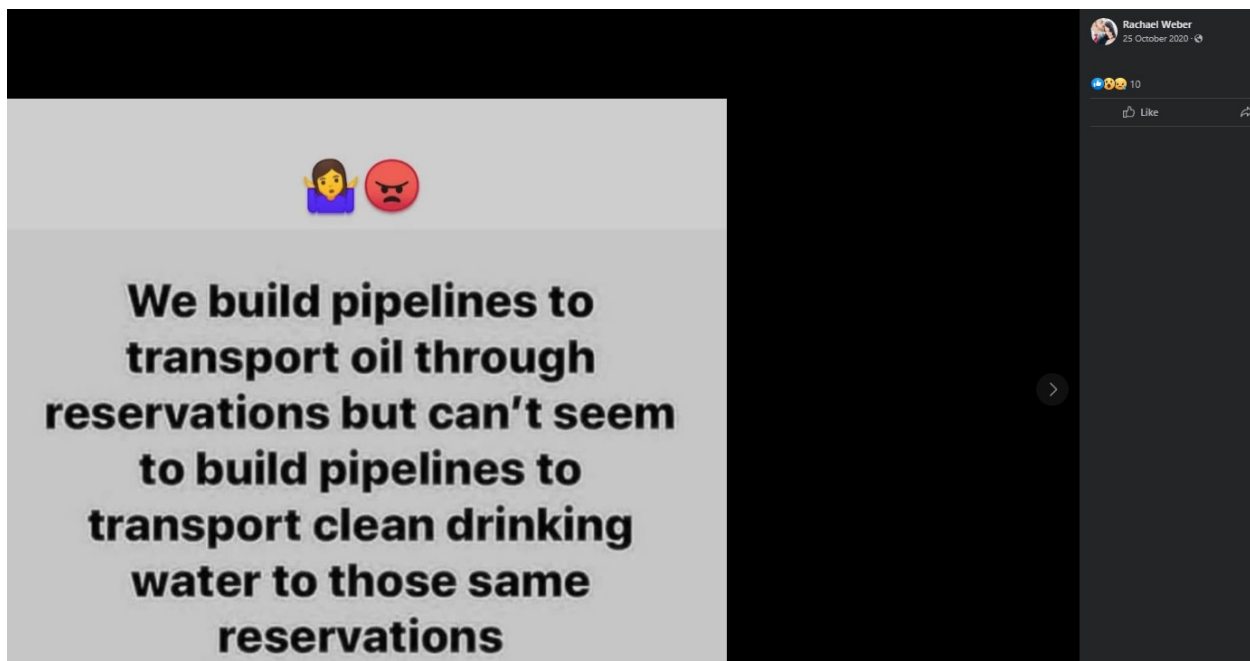 Rachael Weber
25 October 2020 ·
10
Like
We build pipelines to
transport oil through
reservations but can’t seem
to build pipelines to
transport clean drinking
water to those same
reservations